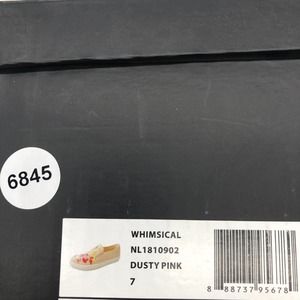 6845
WHIMSICAL
NL1810902
DUSTY PINK
7
8 88737 95678